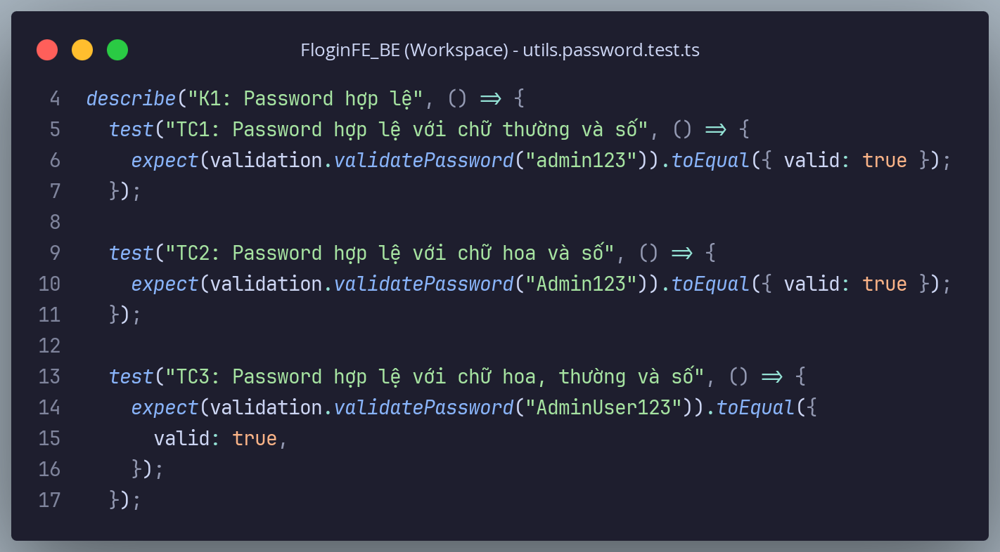 FloginFE_BE (Workspace) - utils.password.test.ts
4 describe("K1: Password hợp lệ", () => {
5 test("TC1: Password hợp lệ với chữ thường và số", () => {
6 expect(validation.validatePassword("admin123")).toEqual({ valid: true });
7 });
8
9 test("TC2: Password hợp lệ với chữ hoa và số", () => {
10 expect(validation.validatePassword("Admin123")).toEqual({ valid: true });
11 });
12
13 test("TC3: Password hợp lệ với chữ hoa, thường và số", () => {
14 expect(validation.validatePassword("AdminUser123")).toEqual({
15 valid: true,
16 });
17 });